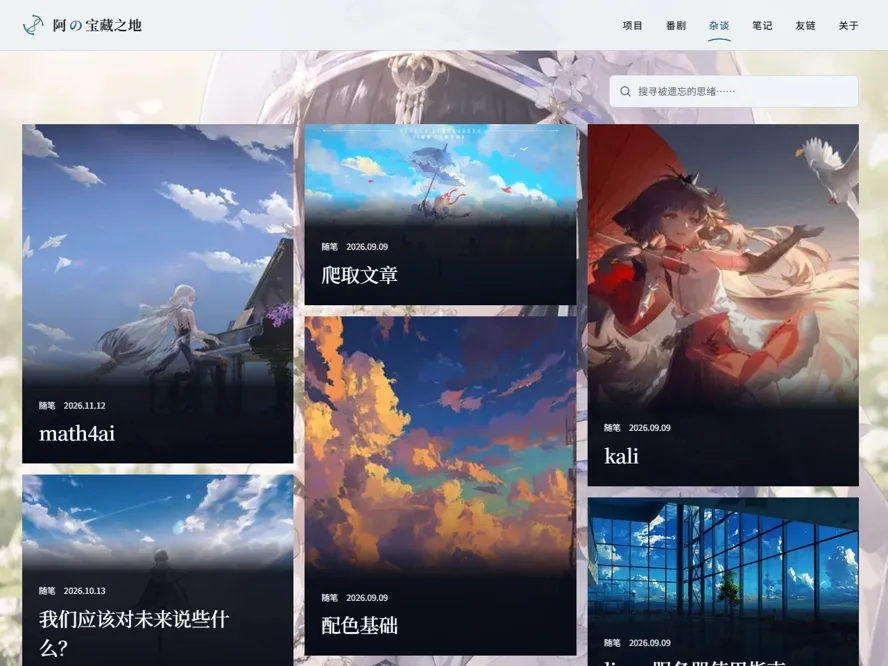 阿の宝藏之地
项目
番剧
杂谈
笔记
友链
关于
搜寻被遗忘的思绪……
随笔 2026.11.12
math4ai
随笔 2026.09.09
爬取文章
随笔 2026.09.09
kali
随笔 2026.10.13
我们应该对未来说些什
么?
随笔 2026.09.09
配色基础
随笔 2026.09.09